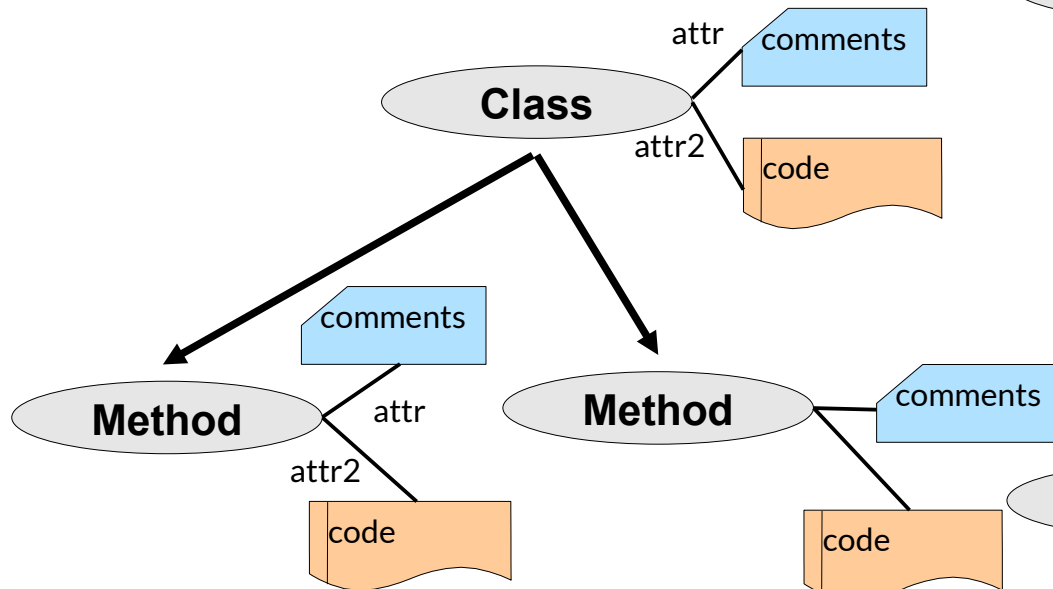 attr
comments
Class
attr2
code
comments
Method
attr
attr2
code
Method
comments
code